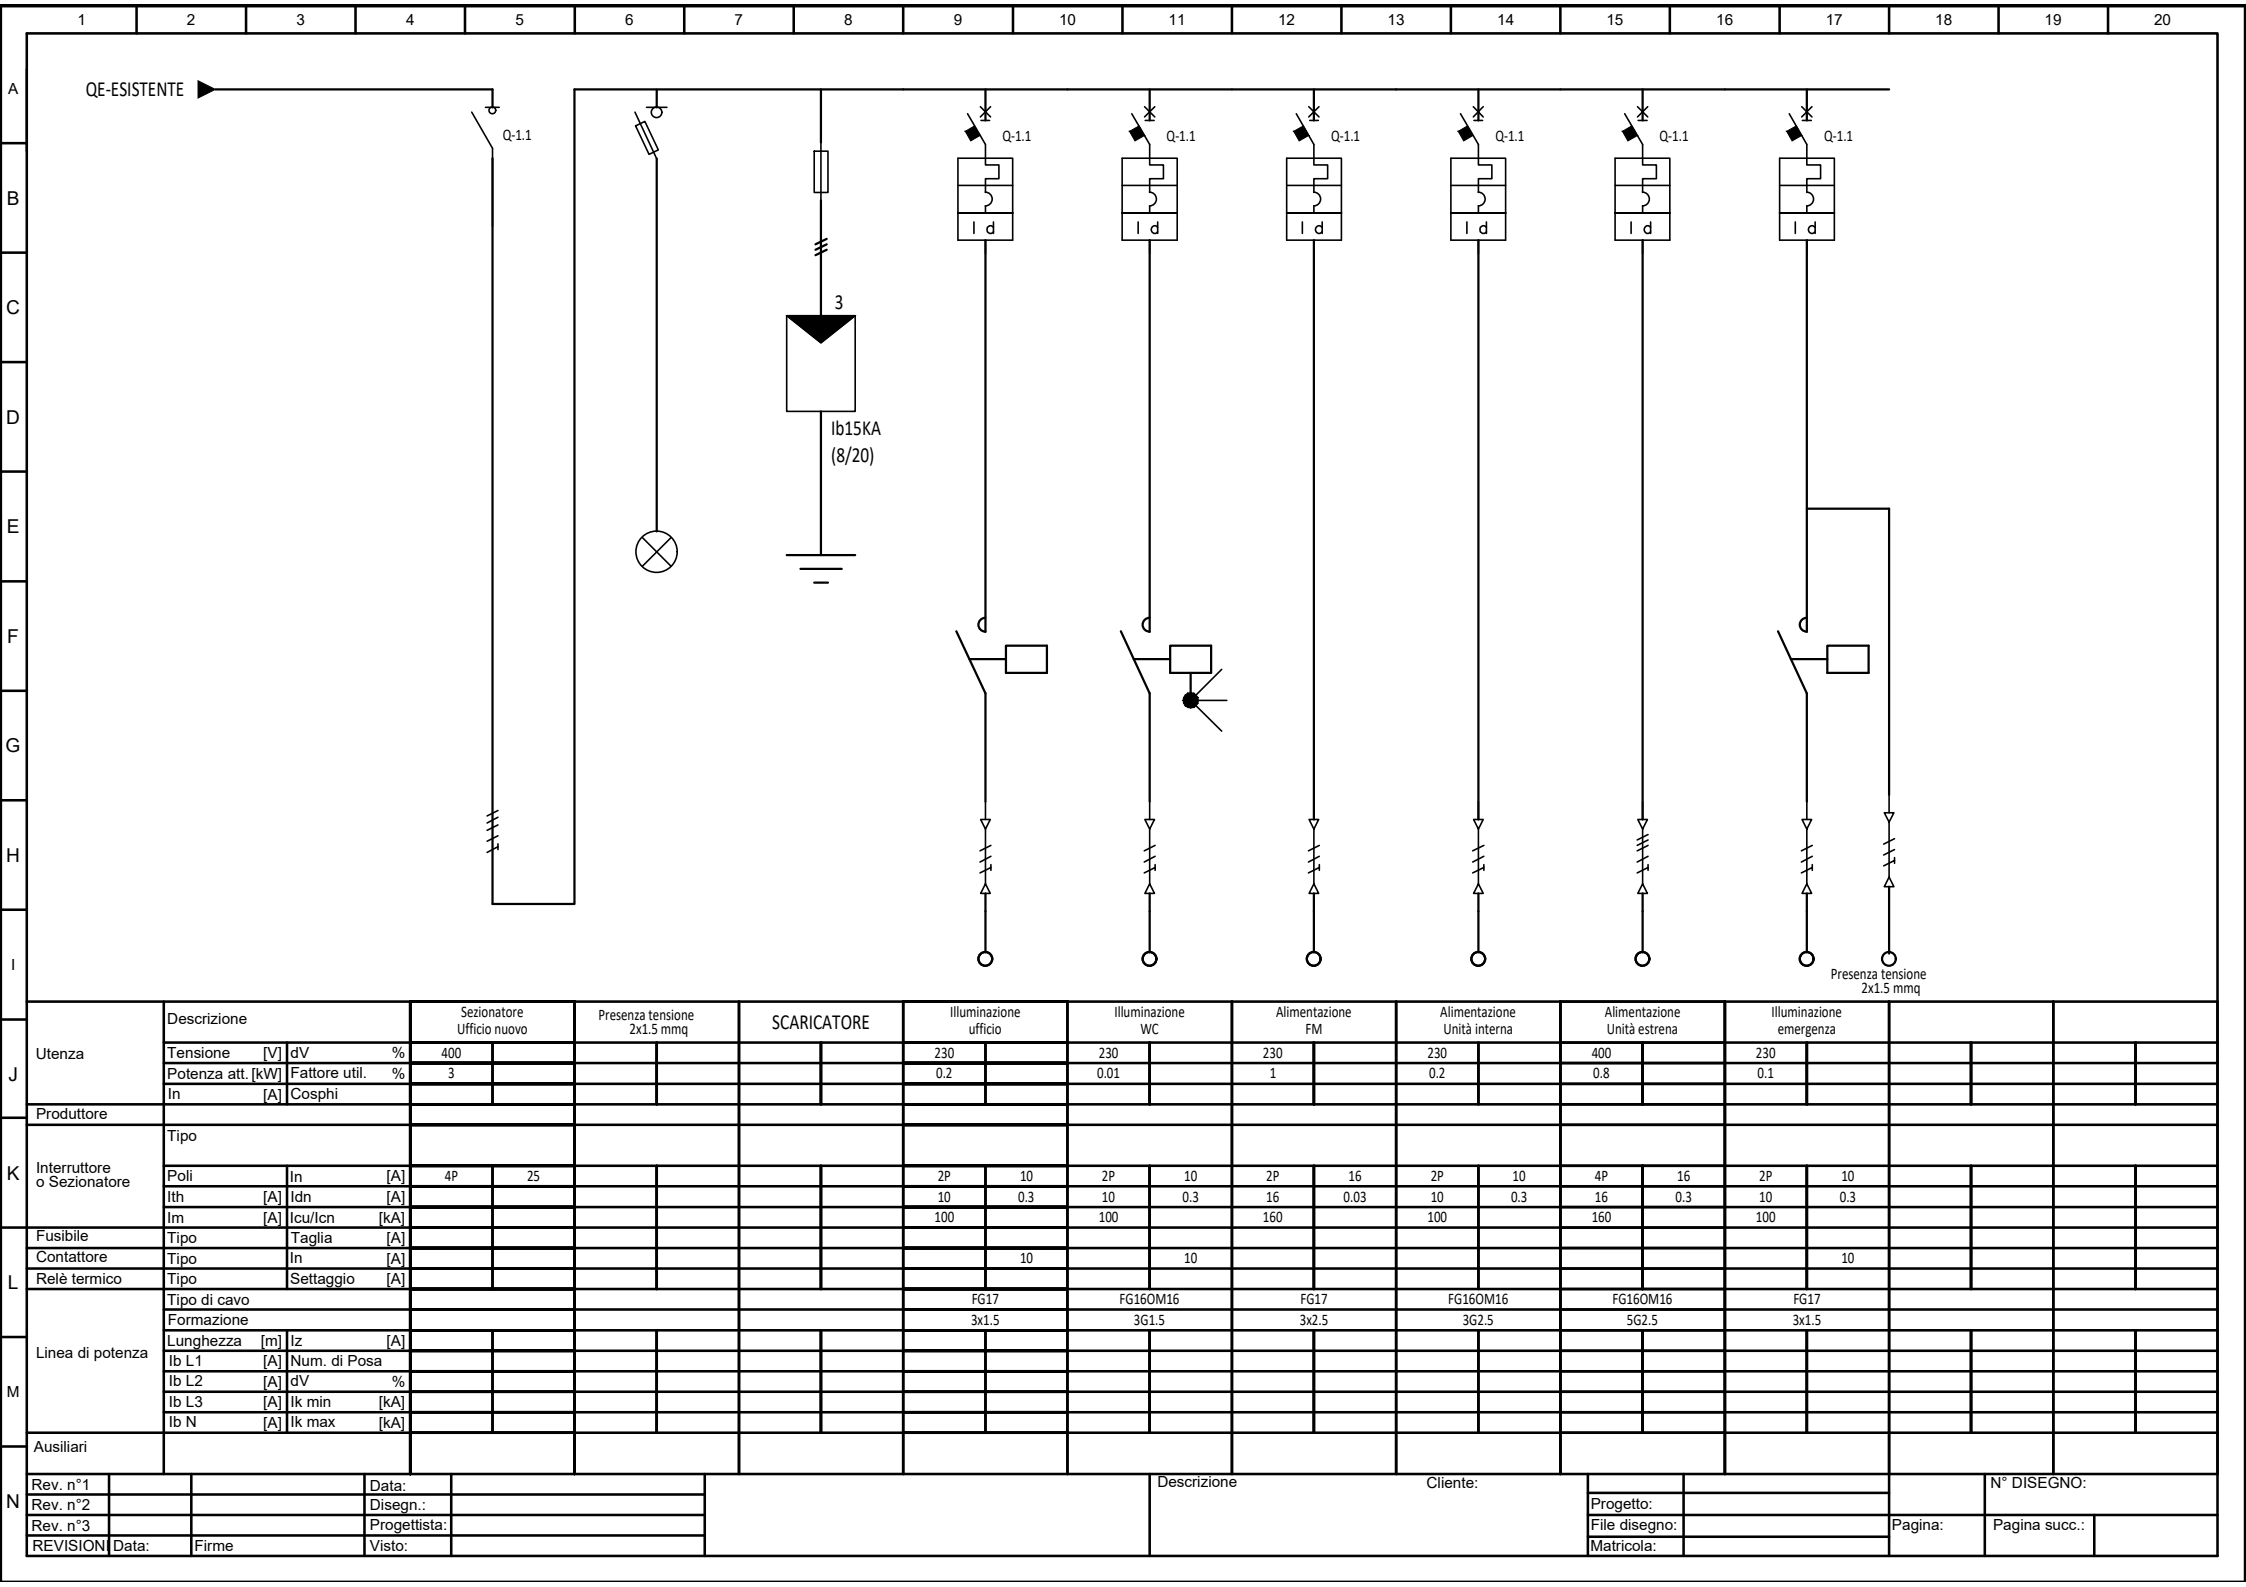 1 2 3 4 5 6 7 8 9 10 11 12 13 14 15 16 17 18 19 20
A
QE-ESISTENTE
Q-1.1
Q-1.1
Q-1.1
Q-1.1
Q-1.1
Q-1.1
Q-1.1
B
I d
I d
I d
I d
I d
I d
C
3
D
Ib15KA
(8/20)
E
F
G
H
I
Presenza tensione
2x1.5 mmq
J
K
L
M
N
Utenza
Descrizione
Sezionatore
Ufficio nuovo
Presenza tensione
2x1.5 mmq
SCARICATORE
Illuminazione
ufficio
Illuminazione
WC
Alimentazione
FM
Alimentazione
Unità interna
Alimentazione
Unità estrena
Illuminazione
emergenza
Tensione [V] dV % 400 230 230 230 230 400 230
Potenza att. [kW] Fattore util. % 3 0.2 0.01 1 0.2 0.8 0.1
In [A] Cosphi
Produttore
Interruttore
o Sezionatore
Tipo
Poli In [A] 4P 25 2P 10 2P 10 2P 16 2P 10 4P 16 2P 10
Ith [A] Idn [A] 10 0.3 10 0.3 16 0.03 10 0.3 16 0.3 10 0.3
Im [A] Icu/Icn [kA] 100 100 160 100 160 100
Fusibile Tipo Taglia [A]
Contattore Tipo In [A] 10 10 10
Relè termico Tipo Settaggio [A]
Linea di potenza
Tipo di cavo FG17 FG16OM16 FG17 FG16OM16 FG16OM16 FG17
Formazione 3x1.5 3G1.5 3x2.5 3G2.5 5G2.5 3x1.5
Lunghezza [m] Iz [A]
Ib L1 [A] Num. di Posa
Ib L2 [A] dV %
Ib L3 [A] Ik min [kA]
Ib N [A] Ik max [kA]
Ausiliari
Rev. n°1 Data: Descrizione Cliente: N° DISEGNO:
Rev. n°2 Disegn.: Progetto:
Rev. n°3 Progettista: File disegno: Pagina: Pagina succ.:
REVISIONI Data: Firme Visto: Matricola: